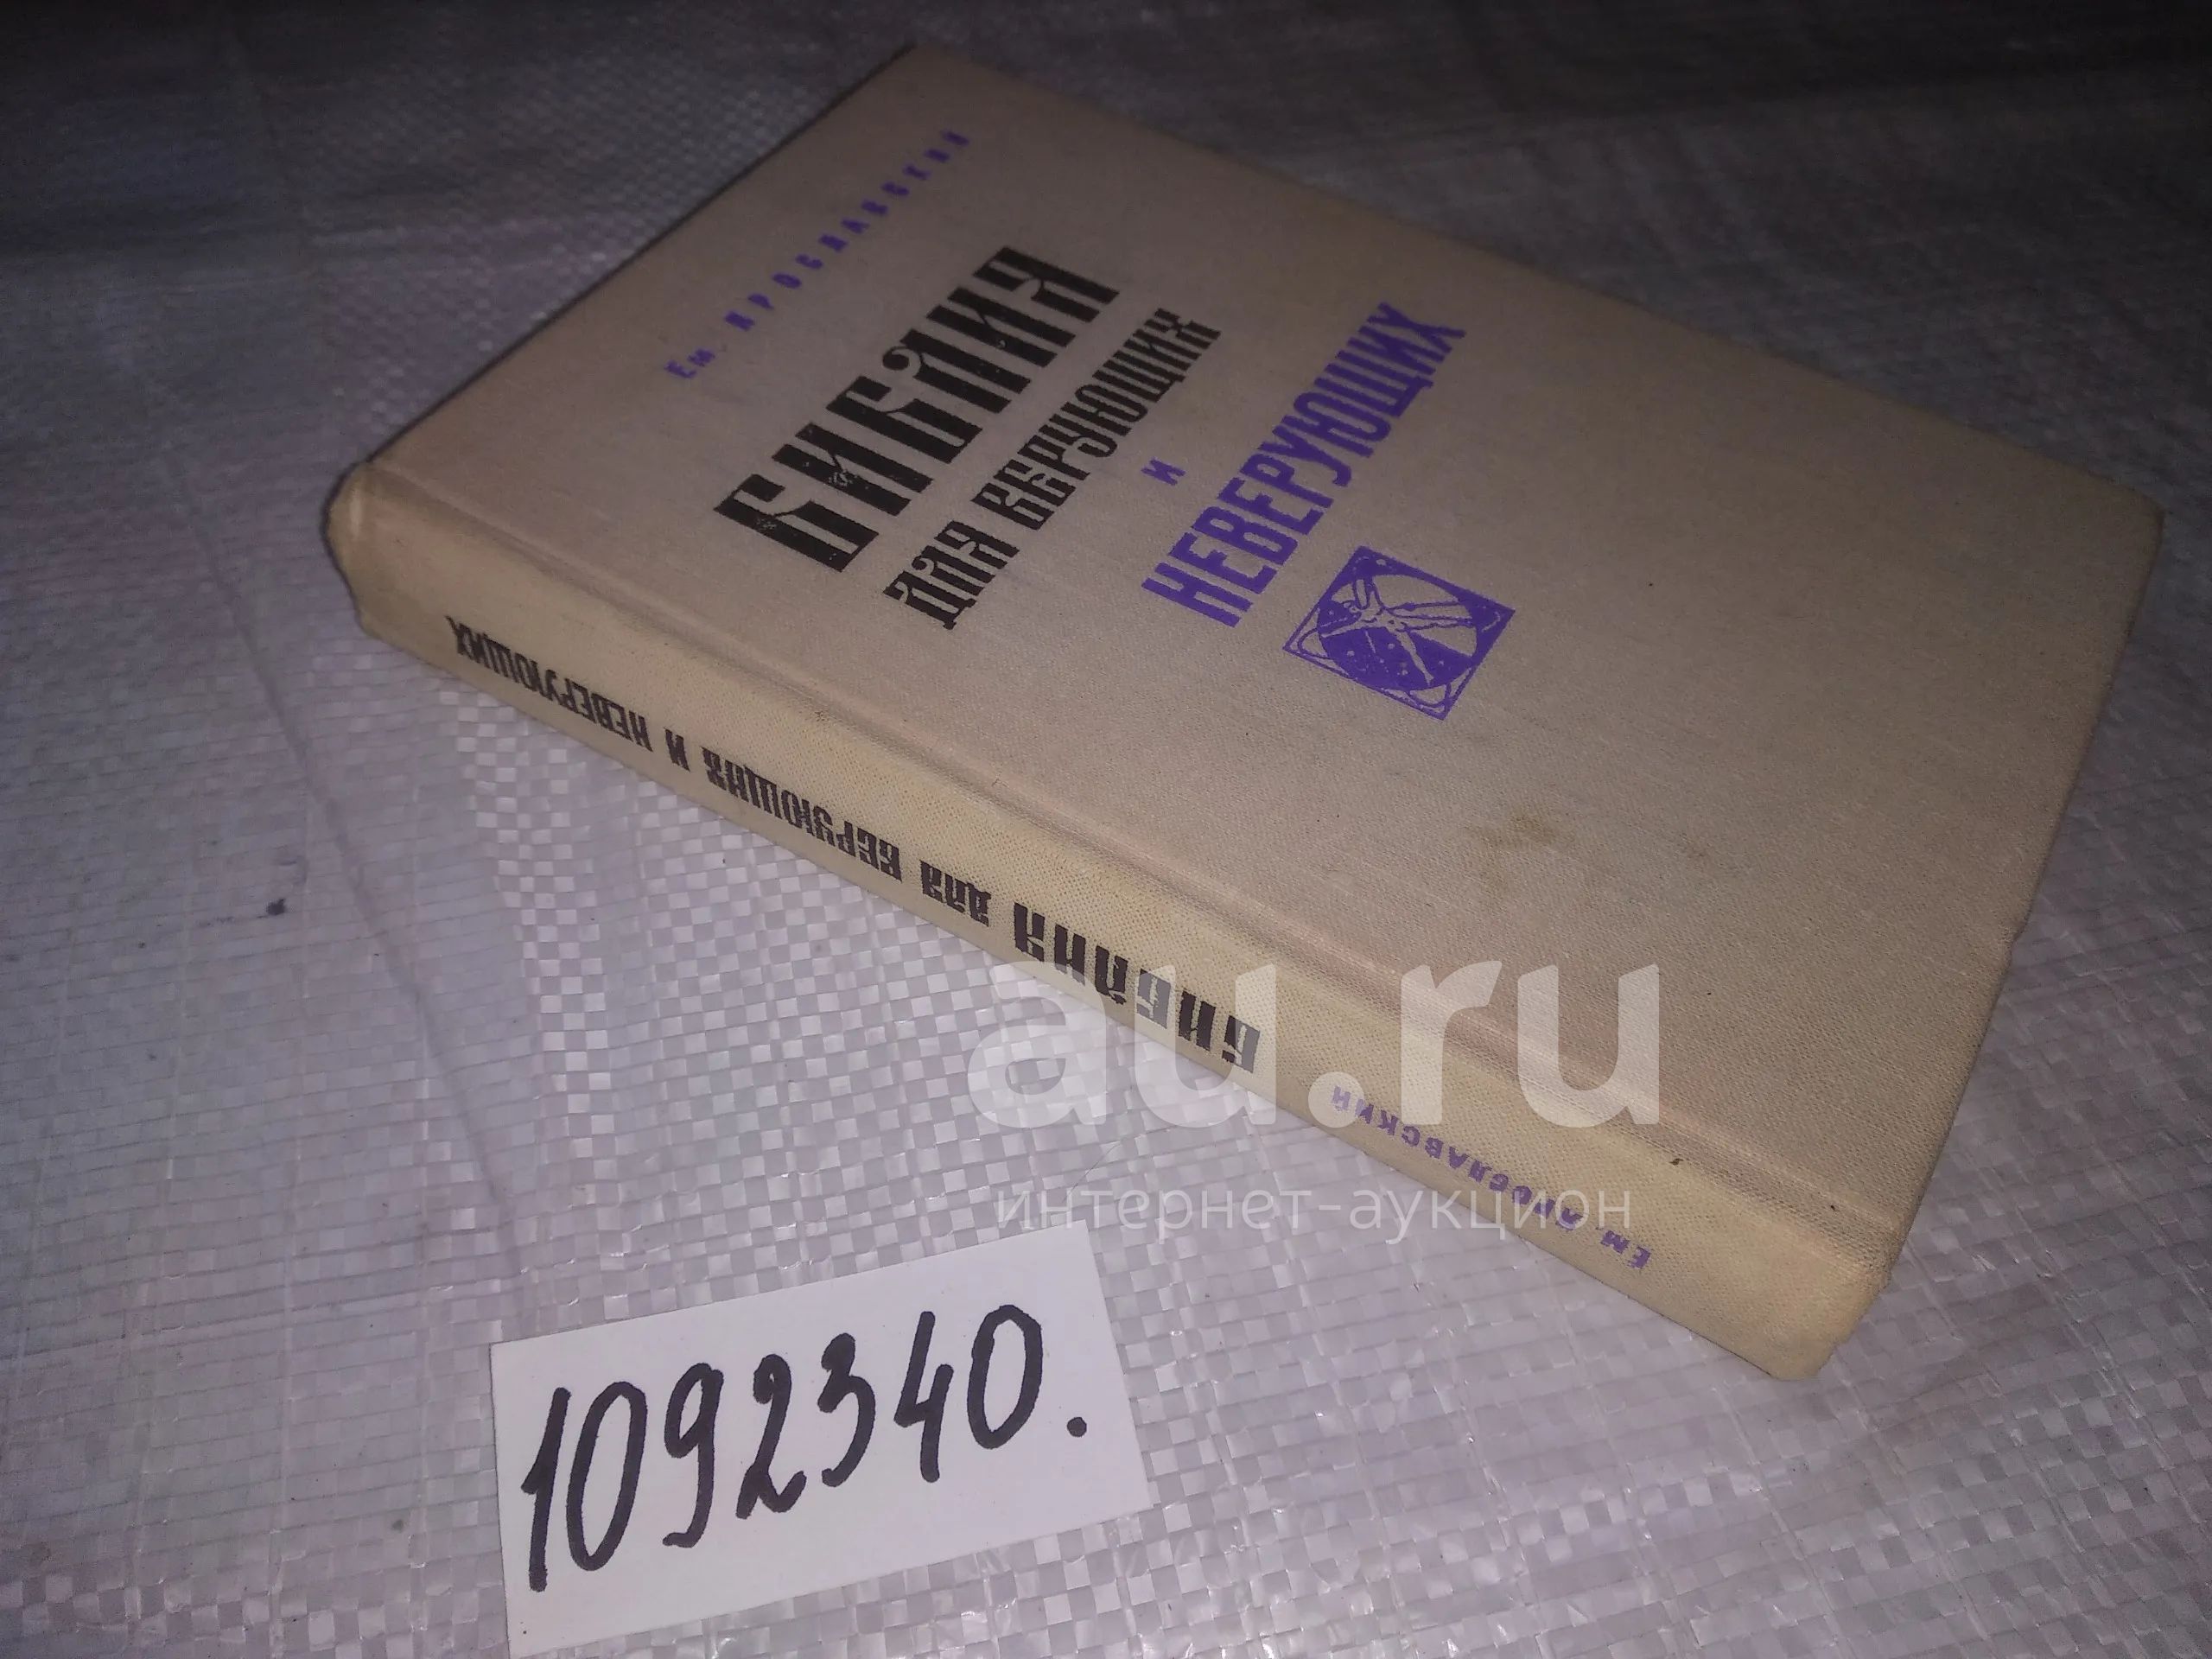 Ем. ЯРОСЛАВСКИЙ
БИБЛИЯ
ДЛЯ ВЕРУЮЩИХ
И
НЕВЕРУЮЩИХ
ЕМ. ЯРОСЛАВСКИЙ БИБЛИЯ ДЛЯ ВЕРУЮЩИХ И НЕВЕРУЮЩИХ
au.ru
интернет-аукцион
1092340.